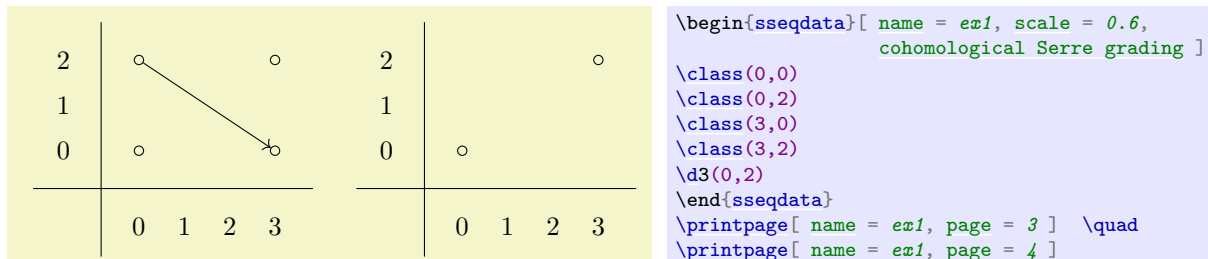 2 2
1 1
0 0
0 1 2 3 0 1 2 3
\begin{sseqdata}[ name = ex1, scale = 0.6,
cohomological Serre grading ]
\class(0,0)
\class(0,2)
\class(3,0)
\class(3,2)
\d3(0,2)
\end{sseqdata}
\printpage[ name = ex1, page = 3 ] \quad
\printpage[ name = ex1, page = 4 ]